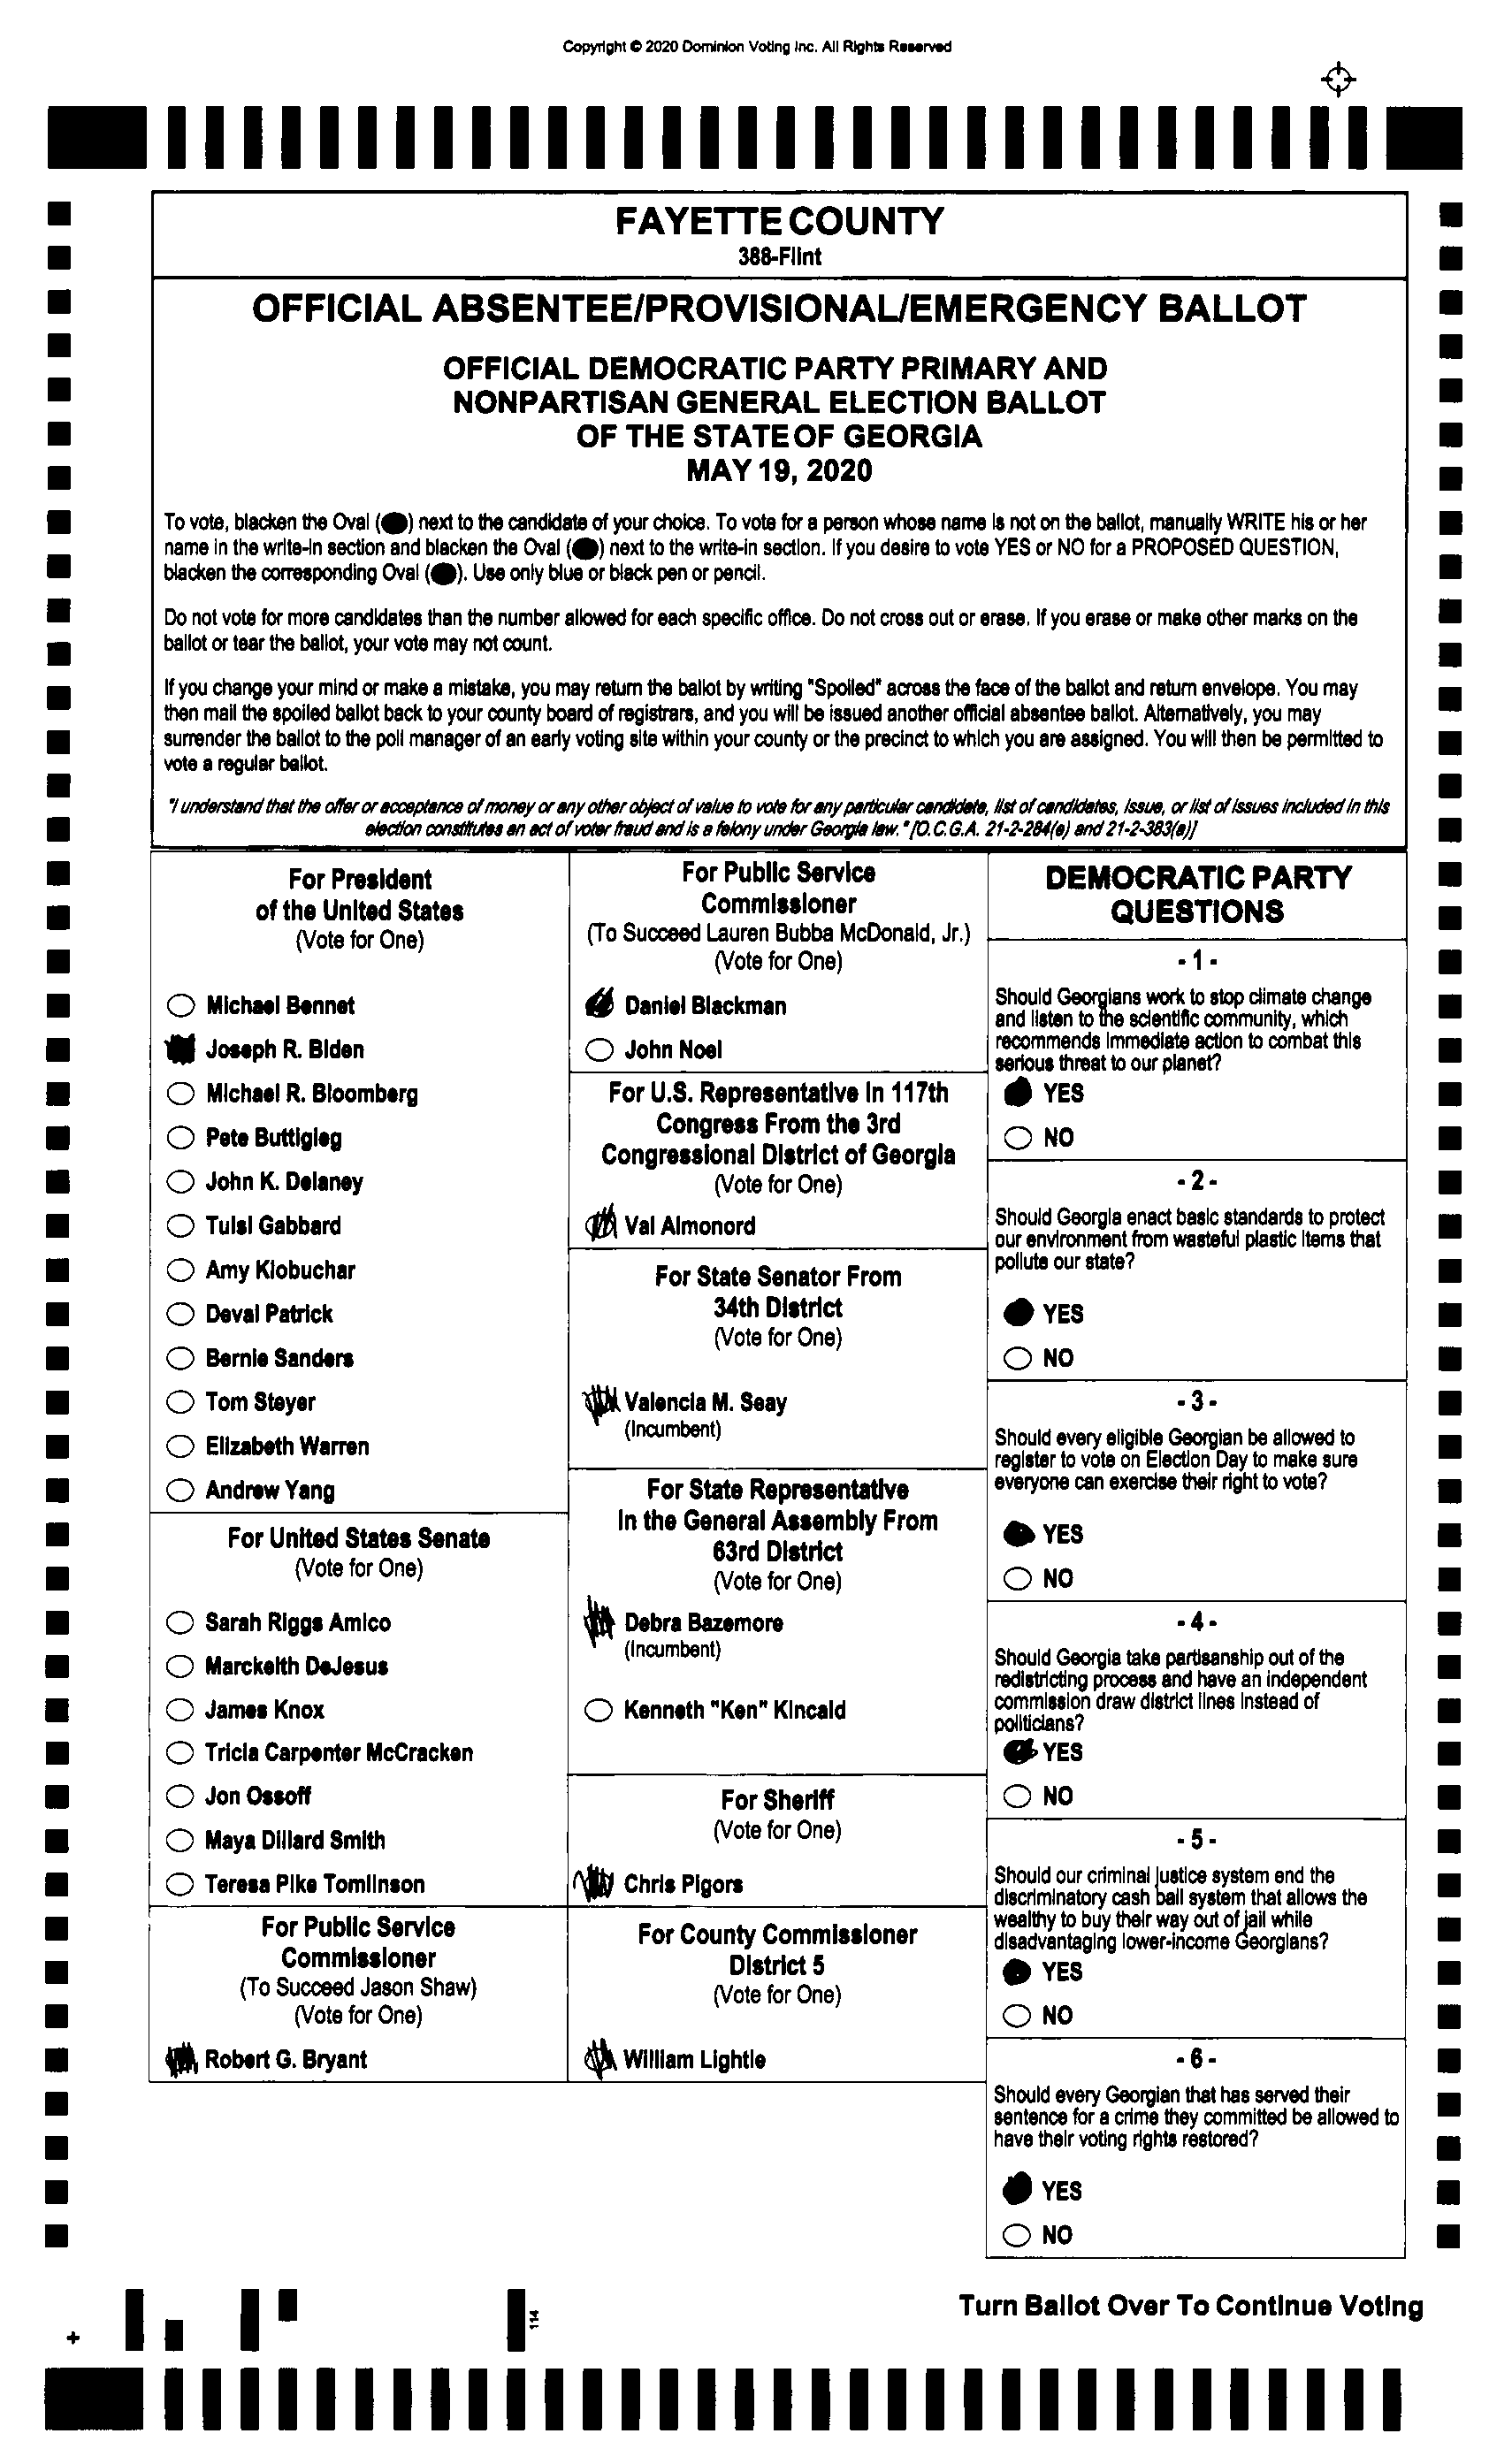 Copyright © 2020 Dominion Voting Inc. All Rights Reserved
FAYETTE COUNTY
388-Flint
OFFICIAL ABSENTEE/PROVISIONAL/EMERGENCY BALLOT
OFFICIAL DEMOCRATIC PARTY PRIMARY AND
NONPARTISAN GENERAL ELECTION BALLOT
OF THE STATE OF GEORGIA
MAY 19, 2020
To vote, blacken the Oval (●) next to the candidate of your choice. To vote for a person whose name is not on the ballot, manually WRITE his or her
name in the write-in section and blacken the Oval (●) next to the write-in section. If you desire to vote YES or NO for a PROPOSED QUESTION,
blacken the corresponding Oval (●). Use only blue or black pen or pencil.
Do not vote for more candidates than the number allowed for each specific office. Do not cross out or erase. If you erase or make other marks on the
ballot or tear the ballot, your vote may not count.
If you change your mind or make a mistake, you may return the ballot by writing "Spoiled" across the face of the ballot and return envelope. You may
then mail the spoiled ballot back to your county board of registrars, and you will be issued another official absentee ballot. Alternatively, you may
surrender the ballot to the poll manager of an early voting site within your county or the precinct to which you are assigned. You will then be permitted to
vote a regular ballot.
"I understand that the offer or acceptance of money or any other object of value to vote for any particular candidate, list of candidates, issue, or list of issues included in this
election constitutes an act of voter fraud and is a felony under Georgia law." [O.C.G.A. 21-2-284(e) and 21-2-383(a)]
For President
of the United States
(Vote for One)
Michael Bennet
Joseph R. Biden
Michael R. Bloomberg
Pete Buttigieg
John K. Delaney
Tulsi Gabbard
Amy Klobuchar
Deval Patrick
Bernie Sanders
Tom Steyer
Elizabeth Warren
Andrew Yang
For United States Senate
(Vote for One)
Sarah Riggs Amico
Marckeith DeJesus
James Knox
Tricia Carpenter McCracken
Jon Ossoff
Maya Dillard Smith
Teresa Pike Tomlinson
For Public Service
Commissioner
(To Succeed Jason Shaw)
(Vote for One)
Robert G. Bryant
For Public Service
Commissioner
(To Succeed Lauren Bubba McDonald, Jr.)
(Vote for One)
Daniel Blackman
John Noel
For U.S. Representative in 117th
Congress From the 3rd
Congressional District of Georgia
(Vote for One)
Val Almonord
For State Senator From
34th District
(Vote for One)
Valencia M. Seay
(Incumbent)
For State Representative
In the General Assembly From
63rd District
(Vote for One)
Debra Bazemore
(Incumbent)
Kenneth "Ken" Kincaid
For Sheriff
(Vote for One)
Chris Pigors
For County Commissioner
District 5
(Vote for One)
William Lightle
DEMOCRATIC PARTY
QUESTIONS
- 1 -
Should Georgians work to stop climate change
and listen to the scientific community, which
recommends immediate action to combat this
serious threat to our planet?
YES
NO
- 2 -
Should Georgia enact basic standards to protect
our environment from wasteful plastic items that
pollute our state?
YES
NO
- 3 -
Should every eligible Georgian be allowed to
register to vote on Election Day to make sure
everyone can exercise their right to vote?
YES
NO
- 4 -
Should Georgia take partisanship out of the
redistricting process and have an independent
commission draw district lines instead of
politicians?
YES
NO
- 5 -
Should our criminal justice system end the
discriminatory cash bail system that allows the
wealthy to buy their way out of jail while
disadvantaging lower-income Georgians?
YES
NO
- 6 -
Should every Georgian that has served their
sentence for a crime they committed be allowed to
have their voting rights restored?
YES
NO
Turn Ballot Over To Continue Voting
114